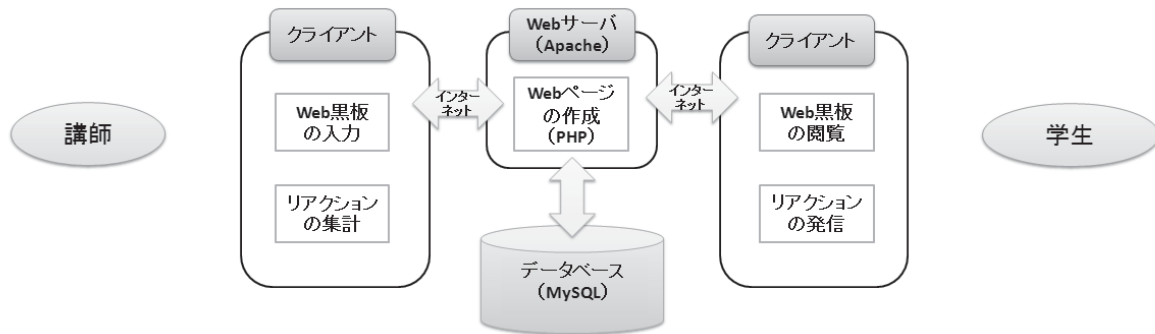 講師
クライアント
Web黒板
の入力
リアクション
の集計
インター
ネット
Webサーバ
(Apache)
Webページ
の作成
(PHP)
データベース
(MySQL)
インター
ネット
クライアント
Web黒板
の閲覧
リアクション
の発信
学生